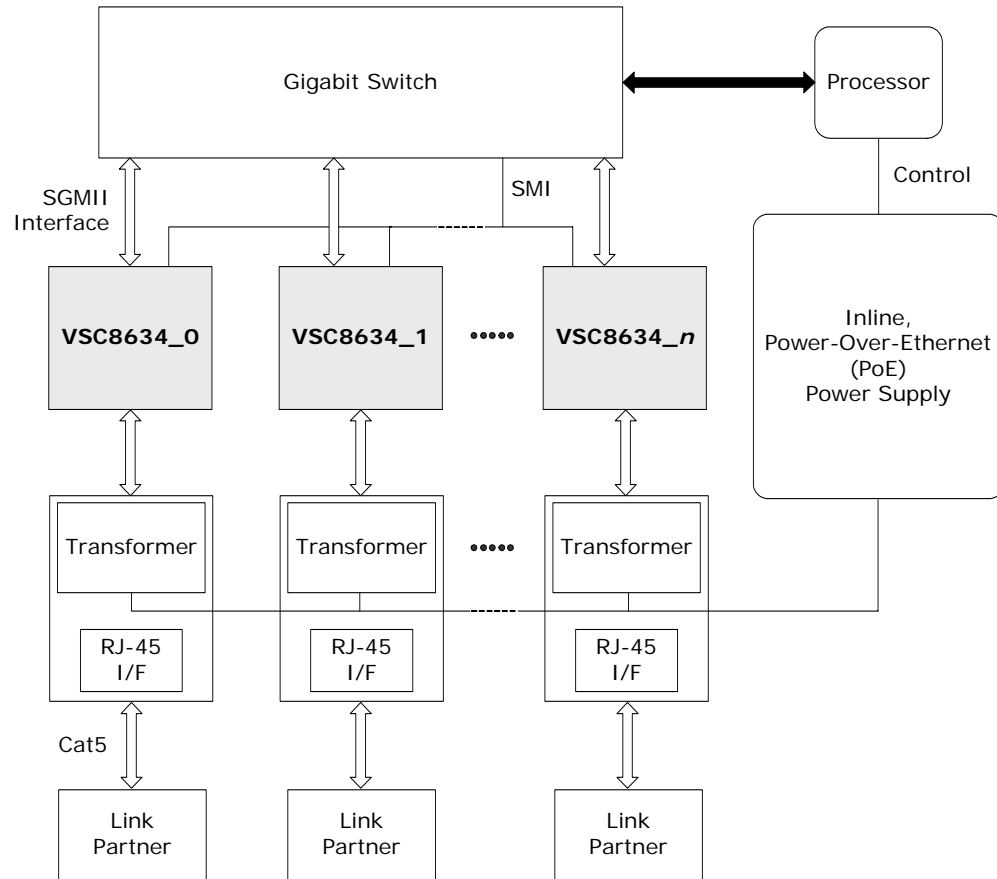 Gigabit Switch
Processor
SGMII
Interface
SMI
Control
VSC8634_0
VSC8634_1
VSC8634_n
Inline,
Power-Over-Ethernet
(PoE)
Power Supply
Transformer
Transformer
Transformer
RJ-45
I/F
RJ-45
I/F
RJ-45
I/F
Cat5
Link
Partner
Link
Partner
Link
Partner